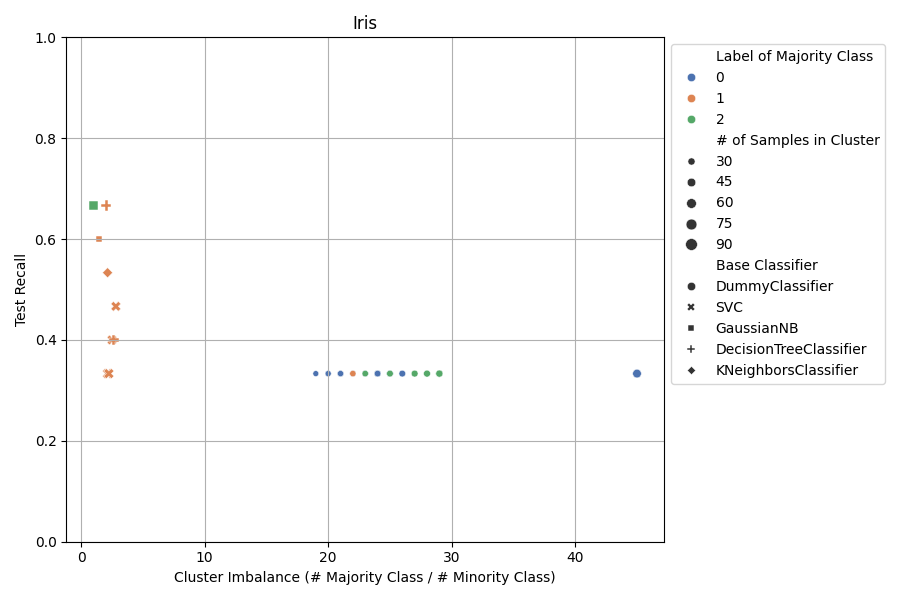 Iris
1.0
0.8
0.6
0.4
0.2
0.0
Test Recall
0
10
20
30
40
Cluster Imbalance (# Majority Class / # Minority Class)
Label of Majority Class
0
1
2
# of Samples in Cluster
30
45
60
75
90
Base Classifier
DummyClassifier
SVC
GaussianNB
DecisionTreeClassifier
KNeighborsClassifier